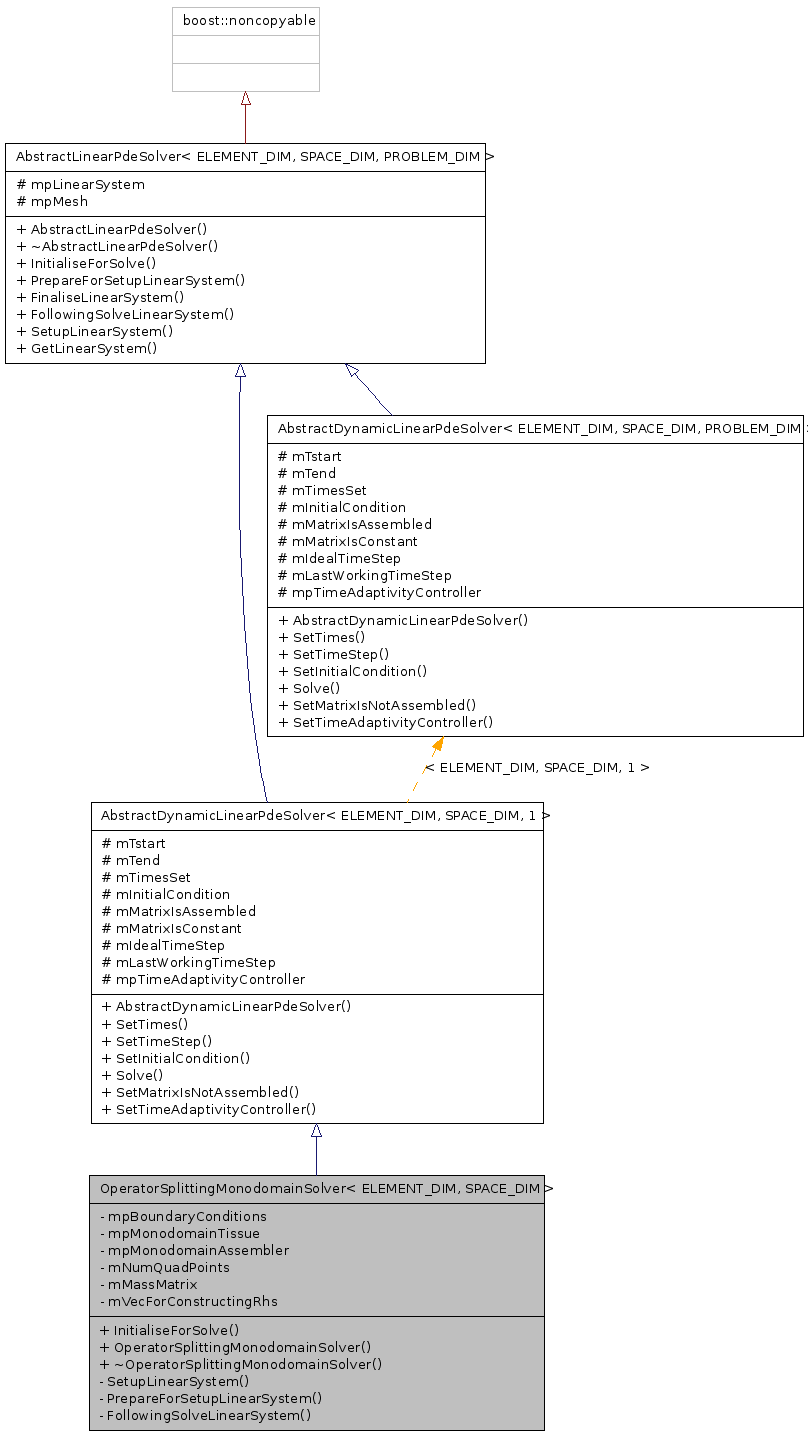 boost::noncopyable
AbstractLinearPdeSolver< ELEMENT_DIM, SPACE_DIM, PROBLEM_DIM >
# mpLinearSystem
# mpMesh
+ AbstractLinearPdeSolver()
+ ~AbstractLinearPdeSolver()
+ InitialiseForSolve()
+ PrepareForSetupLinearSystem()
+ FinaliseLinearSystem()
+ FollowingSolveLinearSystem()
+ SetupLinearSystem()
+ GetLinearSystem()
AbstractDynamicLinearPdeSolver< ELEMENT_DIM, SPACE_DIM, PROBLEM_DIM >
# mTstart
# mTend
# mTimesSet
# mInitialCondition
# mMatrixIsAssembled
# mMatrixIsConstant
# mIdealTimeStep
# mLastWorkingTimeStep
# mpTimeAdaptivityController
+ AbstractDynamicLinearPdeSolver()
+ SetTimes()
+ SetTimeStep()
+ SetInitialCondition()
+ Solve()
+ SetMatrixIsNotAssembled()
+ SetTimeAdaptivityController()
< ELEMENT_DIM, SPACE_DIM, 1 >
AbstractDynamicLinearPdeSolver< ELEMENT_DIM, SPACE_DIM, 1 >
# mTstart
# mTend
# mTimesSet
# mInitialCondition
# mMatrixIsAssembled
# mMatrixIsConstant
# mIdealTimeStep
# mLastWorkingTimeStep
# mpTimeAdaptivityController
+ AbstractDynamicLinearPdeSolver()
+ SetTimes()
+ SetTimeStep()
+ SetInitialCondition()
+ Solve()
+ SetMatrixIsNotAssembled()
+ SetTimeAdaptivityController()
OperatorSplittingMonodomainSolver< ELEMENT_DIM, SPACE_DIM >
- mpBoundaryConditions
- mpMonodomainTissue
- mpMonodomainAssembler
- mNumQuadPoints
- mMassMatrix
- mVecForConstructingRhs
+ InitialiseForSolve()
+ OperatorSplittingMonodomainSolver()
+ ~OperatorSplittingMonodomainSolver()
- SetupLinearSystem()
- PrepareForSetupLinearSystem()
- FollowingSolveLinearSystem()